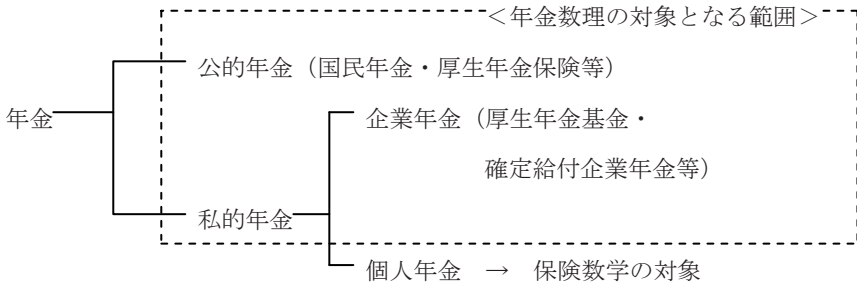 ＜年金数理の対象となる範囲＞
公的年金（国民年金・厚生年金保険等）
年金
企業年金（厚生年金基金・
確定給付企業年金等）
私的年金
個人年金　→　保険数学の対象